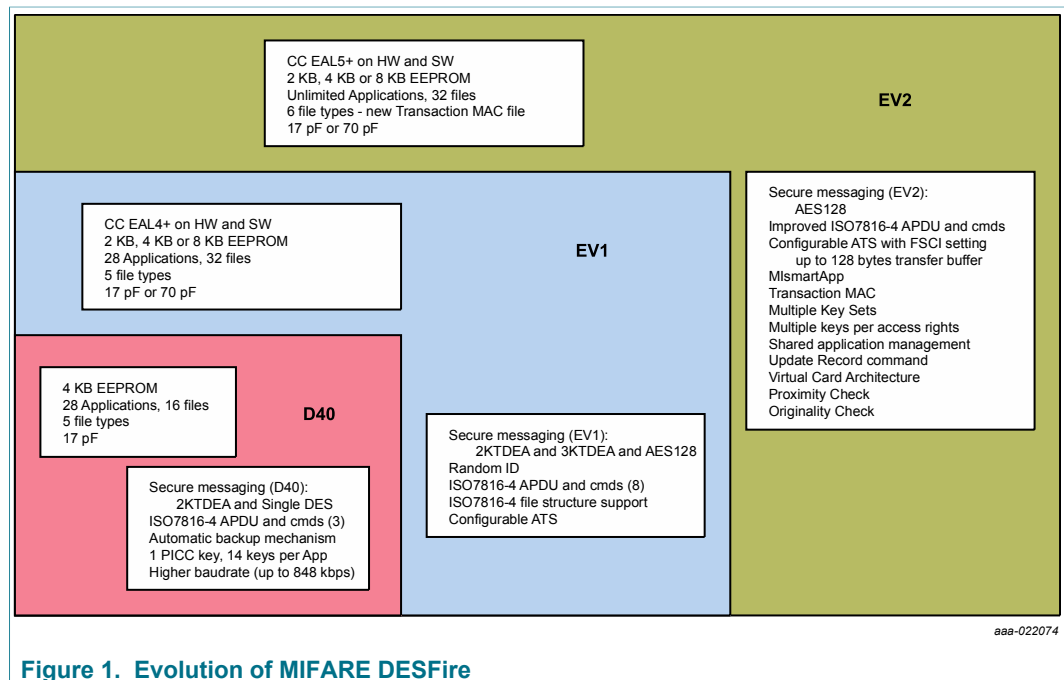 CC EAL5+ on HW and SW
2 KB, 4 KB or 8 KB EEPROM
Unlimited Applications, 32 files
6 file types - new Transaction MAC file
17 pF or 70 pF
EV2
CC EAL4+ on HW and SW
2 KB, 4 KB or 8 KB EEPROM
28 Applications, 32 files
5 file types
17 pF or 70 pF
EV1
Secure messaging (EV2):
AES128
Improved ISO7816-4 APDU and cmds
Configurable ATS with FSCI setting
up to 128 bytes transfer buffer
MIsmartApp
Transaction MAC
Multiple Key Sets
Multiple keys per access rights
Shared application management
Update Record command
Virtual Card Architecture
Proximity Check
Originality Check
4 KB EEPROM
28 Applications, 16 files
5 file types
17 pF
D40
Secure messaging (EV1):
2KTDEA and 3KTDEA and AES128
Random ID
ISO7816-4 APDU and cmds (8)
ISO7816-4 file structure support
Configurable ATS
Secure messaging (D40):
2KTDEA and Single DES
ISO7816-4 APDU and cmds (3)
Automatic backup mechanism
1 PICC key, 14 keys per App
Higher baudrate (up to 848 kbps)
aaa-022074
Figure 1. Evolution of MIFARE DESFire